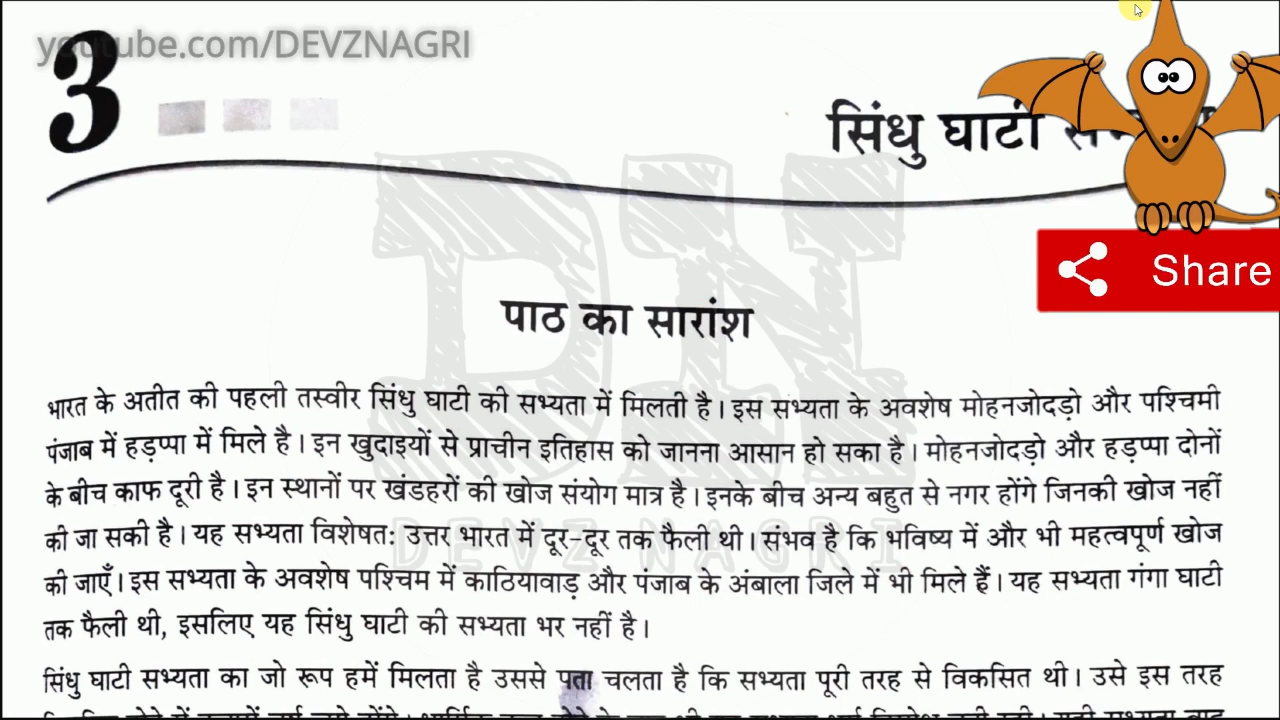 youtube.com/DEVZNAGRI
3
सिंधु घाटी
Share
पाठ का सारांश
भारत के अतीत की पहली तस्वीर सिंधु घाटी की सभ्यता में मिलती है। इस सभ्यता के अवशेष मोहनजोदड़ो और पश्चिमी
पंजाब में हड़प्पा में मिले है। इन खुदाइयों से प्राचीन इतिहास को जानना आसान हो सका है। मोहनजोदड़ो और हड़प्पा दोनों
के बीच काफ दूरी है। इन स्थानों पर खंडहरों की खोज संयोग मात्र है। इनके बीच अन्य बहुत से नगर होंगे जिनकी खोज नहीं
की जा सकी है। यह सभ्यता विशेषत: उत्तर भारत में दूर-दूर तक फैली थी। संभव है कि भविष्य में और भी महत्वपूर्ण खोज
की जाएँ। इस सभ्यता के अवशेष पश्चिम में काठियावाड़ और पंजाब के अंबाला जिले में भी मिले हैं। यह सभ्यता गंगा घाटी
तक फैली थी, इसलिए यह सिंधु घाटी की सभ्यता भर नहीं है।
सिंधु घाटी सभ्यता का जो रूप हमें मिलता है उससे पता चलता है कि सभ्यता पूरी तरह से विकसित थी। उसे इस तरह
DN
DEVZ NAGRI